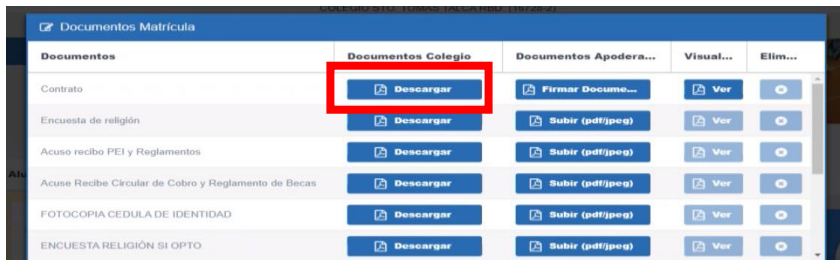 COLEGIO STO. TOMAS TALCA RBD: (16728-2)
Documentos Matrícula
Documentos Documentos Colegio Documentos Apodera... Visual... Elim...
Contrato Descargar Firmar Docume... Ver
Encuesta de religión Descargar Subir (pdf/jpeg) Ver
Acuso recibo PEI y Reglamentos Descargar Subir (pdf/jpeg) Ver
Acuse Recibe Circular de Cobro y Reglamento de Becas Descargar Subir (pdf/jpeg) Ver
FOTOCOPIA CEDULA DE IDENTIDAD Descargar Subir (pdf/jpeg) Ver
ENCUESTA RELIGIÓN SI OPTO Descargar Subir (pdf/jpeg) Ver